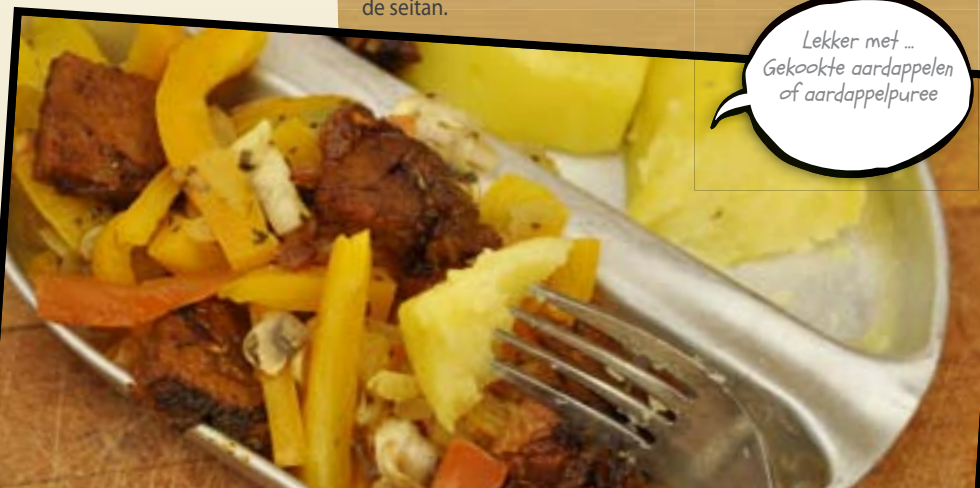 de seitan.
Lekker met ...
Gekookte aardappelen
of aardappelpuree